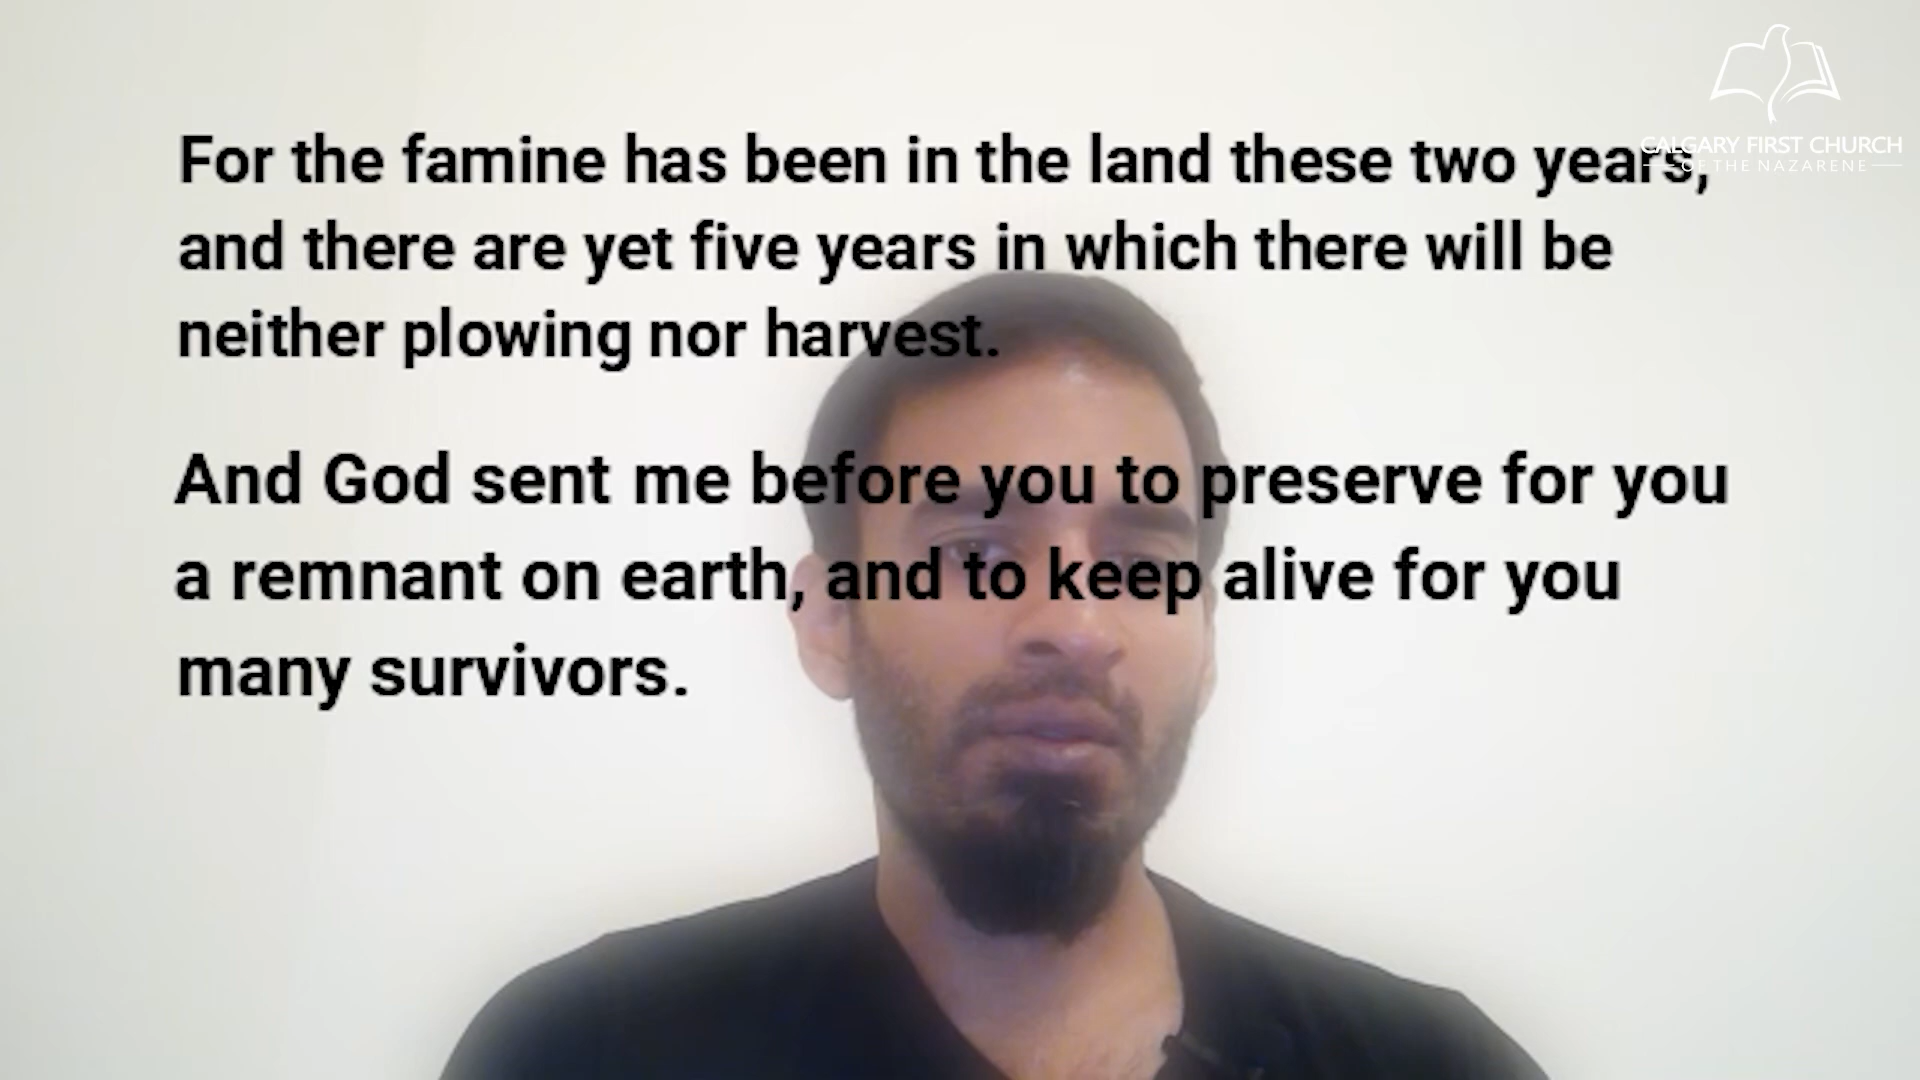 CALGARY FIRST CHURCH
OF THE NAZARENE
For the famine has been in the land these two years,
and there are yet five years in which there will be
neither plowing nor harvest.
And God sent me before you to preserve for you
a remnant on earth, and to keep alive for you
many survivors.